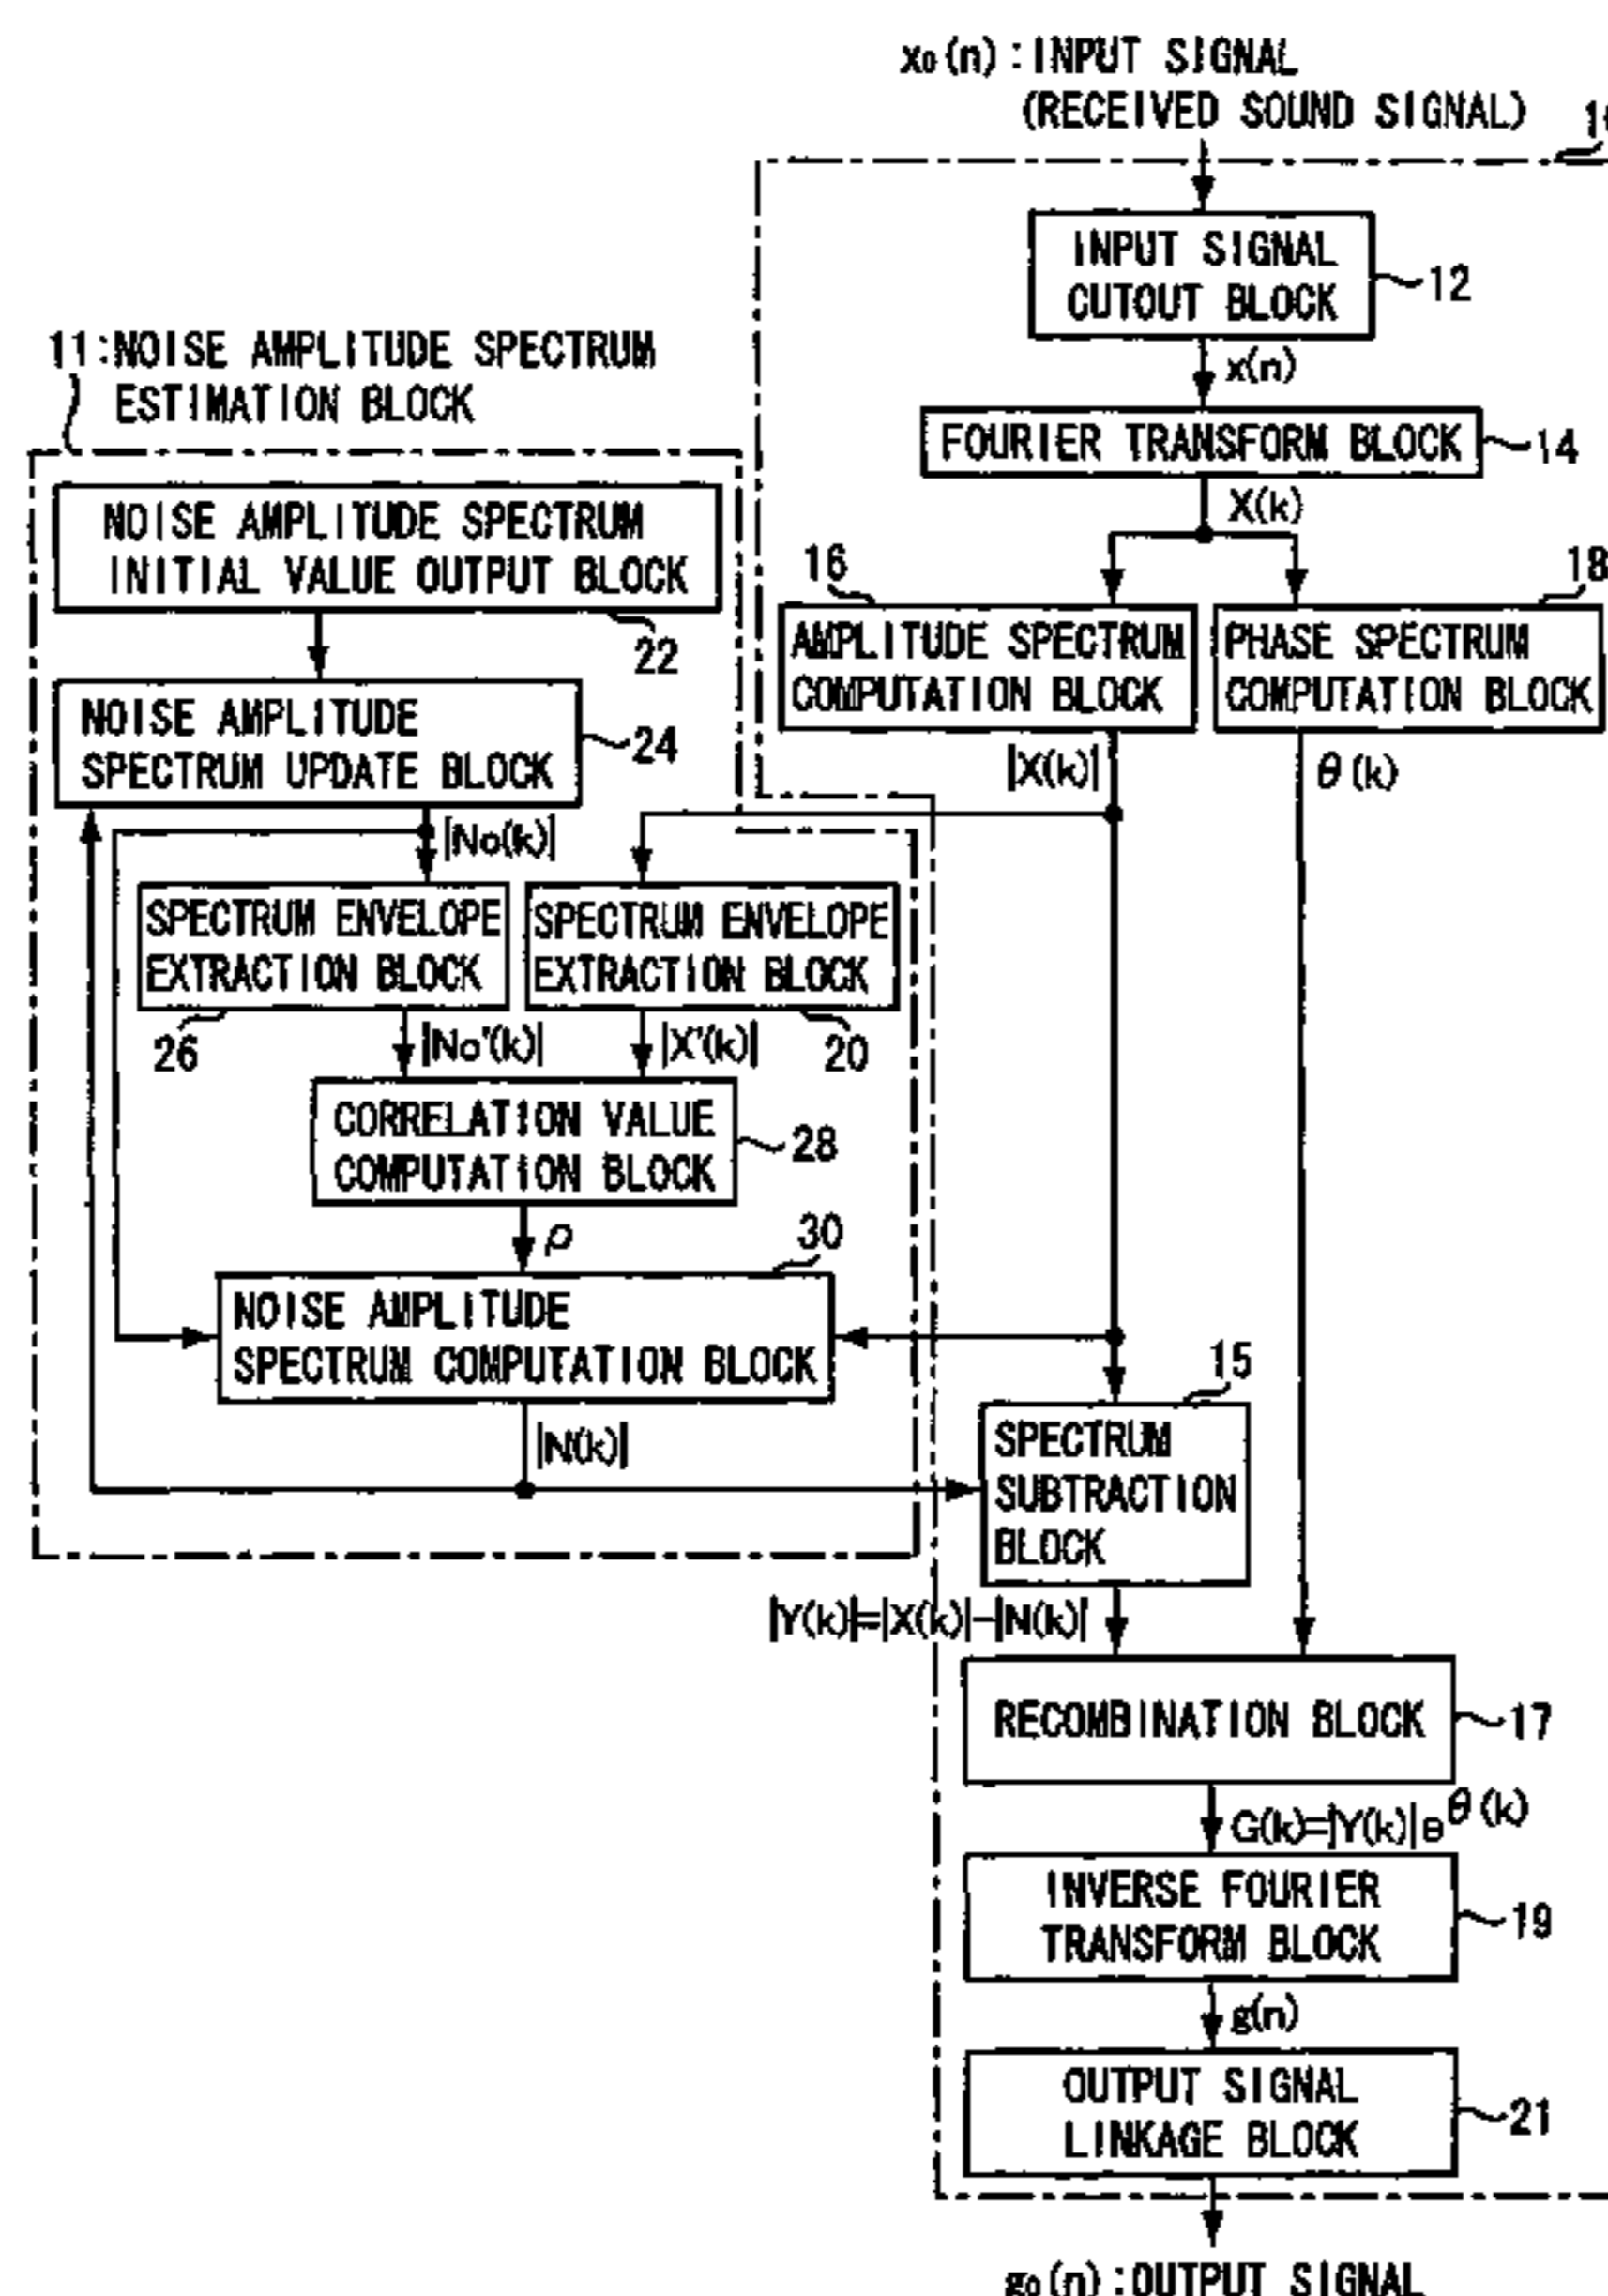 x₀(n):INPUT SIGNAL
(RECEIVED SOUND SIGNAL)
INPUT SIGNAL
CUTOUT BLOCK
12
x(n)
11:NOISE AMPLITUDE SPECTRUM
ESTIMATION BLOCK
FOURIER TRANSFORM BLOCK
14
X(k)
NOISE AMPLITUDE SPECTRUM
INITIAL VALUE OUTPUT BLOCK
22
16
AMPLITUDE SPECTRUM
COMPUTATION BLOCK
|X(k)|
18
PHASE SPECTRUM
COMPUTATION BLOCK
θ(k)
NOISE AMPLITUDE
SPECTRUM UPDATE BLOCK
24
|No(k)|
SPECTRUM ENVELOPE
EXTRACTION BLOCK
26
|No'(k)|
SPECTRUM ENVELOPE
EXTRACTION BLOCK
20
|X'(k)|
CORRELATION VALUE
COMPUTATION BLOCK
28
ρ
30
NOISE AMPLITUDE
SPECTRUM COMPUTATION BLOCK
|N(k)|
15
SPECTRUM
SUBTRACTION
BLOCK
|Y(k)|=|X(k)|-|N(k)|
RECOMBINATION BLOCK
17
G(k)=|Y(k)|e^θ(k)
INVERSE FOURIER
TRANSFORM BLOCK
19
g(n)
OUTPUT SIGNAL
LINKAGE BLOCK
21
g₀(n):OUTPUT SIGNAL